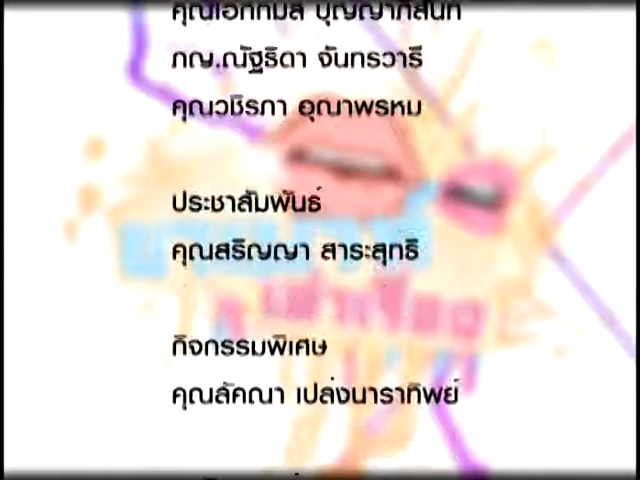 คุณเอกกมล บุญญาภิสันท์
ภญ.ณัฐธิดา จันทรวารี
คุณวชิรภา อุณาพรหม
ประชาสัมพันธ์
คุณสริญญา สาระสุทธิ
กิจกรรมพิเศษ
คุณลัคณา เปล่งนาราทิพย์